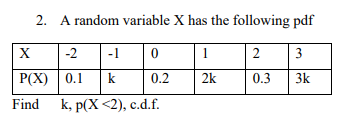 2. A random variable X has the following pdf
X -2 -1 0 1 2 3
P(X) 0.1 k 0.2 2k 0.3 3k
Find k, p(X <2), c.d.f.